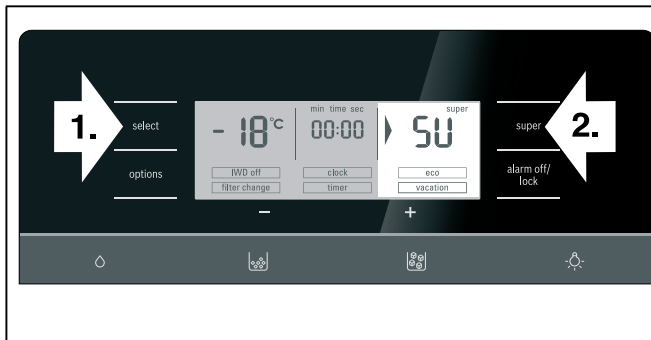 min time sec
super
1.
select
- 18°C
00:00
SU
super
2.
options
IWD off
clock
eco
alarm off/
lock
filter change
timer
vacation
− +